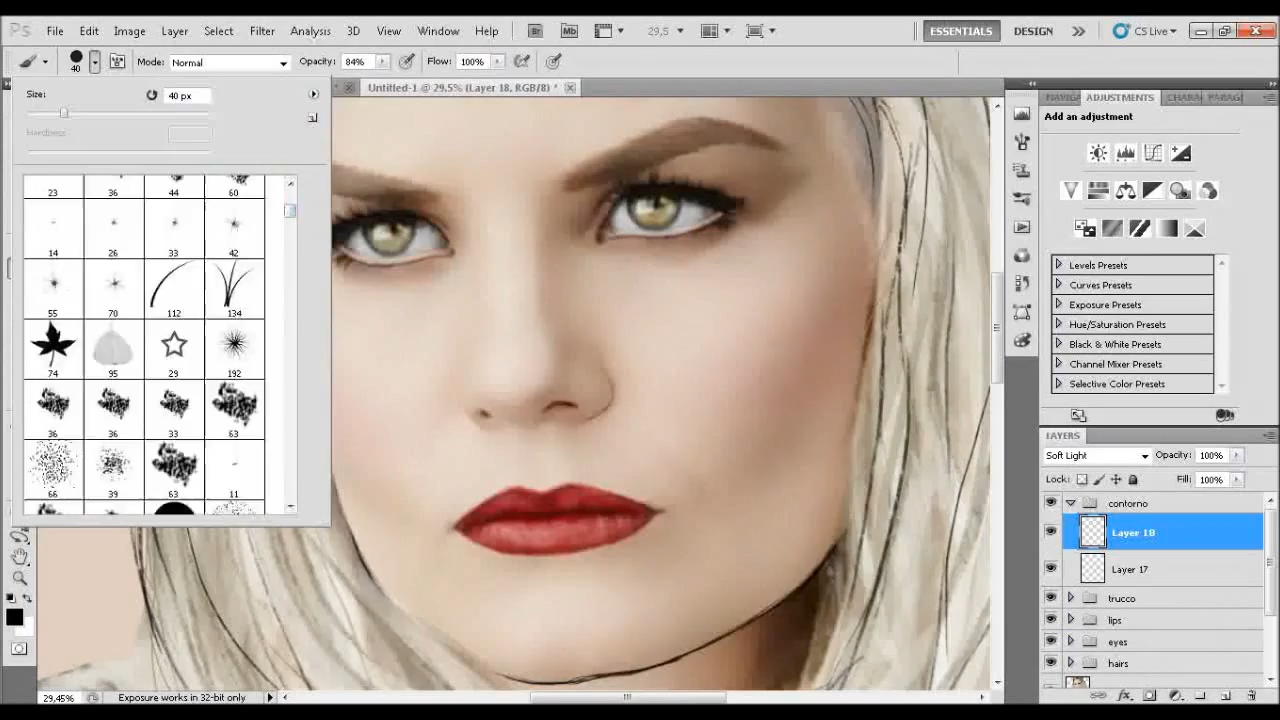 PS File Edit Image Layer Select Filter Analysis 3D View Window Help Br Mb 29,5 ESSENTIALS DESIGN CS Live
40 Mode: Normal Opacity: 84% Flow: 100%
Size: 40 px
Hardness:
Untitled-1 @ 29,5% (Layer 18, RGB/8) *
23 36 44 60
14 26 33 42
55 70 112 134
74 95 29 192
36 36 33 63
66 39 63 11
ADJUSTMENTS
Add an adjustment
Levels Presets
Curves Presets
Exposure Presets
Hue/Saturation Presets
Black & White Presets
Channel Mixer Presets
Selective Color Presets
LAYERS
Soft Light Opacity: 100%
Lock: Fill: 100%
contorno
Layer 18
Layer 17
trucco
lips
eyes
hairs
fx
29,45% Exposure works in 32-bit only